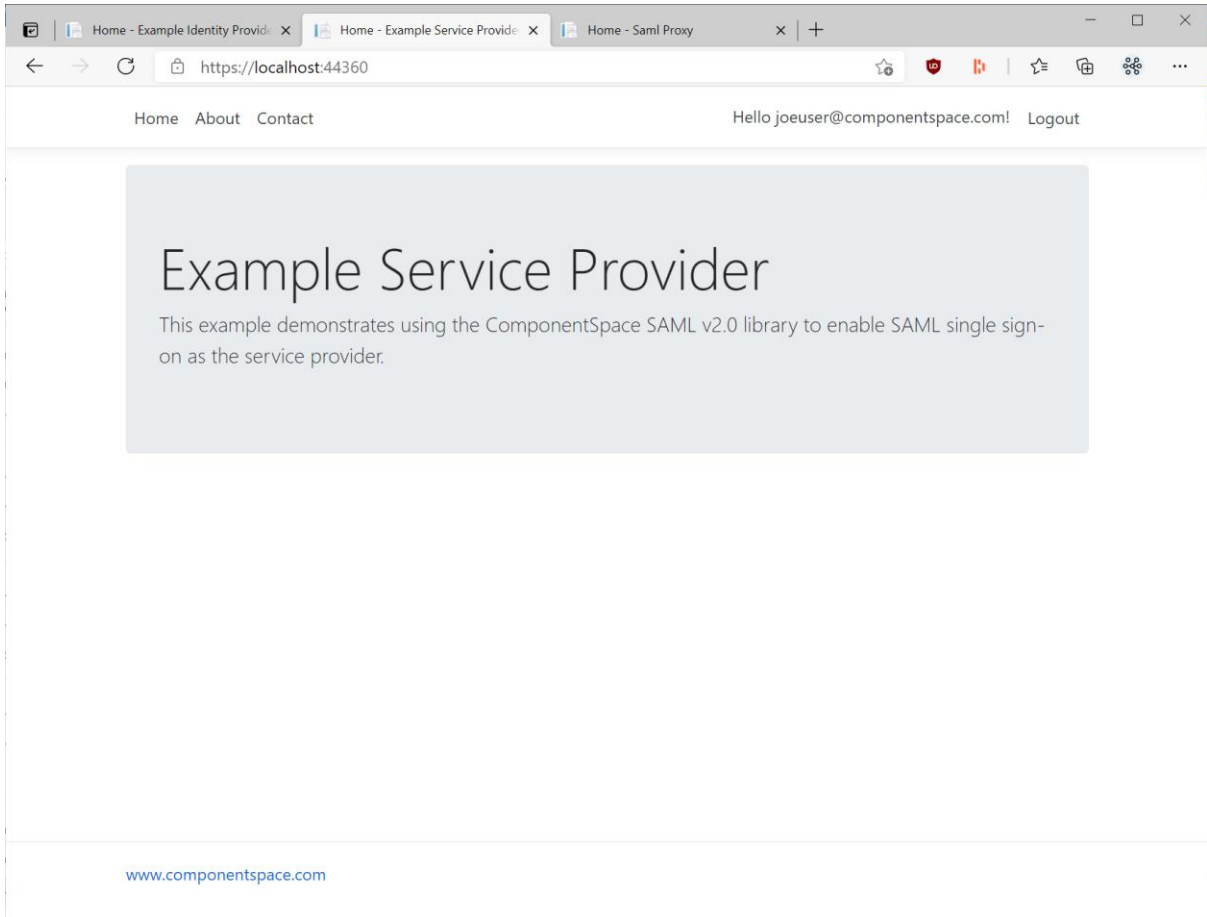 Home - Example Identity Provide
Home - Example Service Provide
Home - Saml Proxy
https://localhost:44360
Home About Contact Hello joeuser@componentspace.com! Logout
Example Service Provider
This example demonstrates using the ComponentSpace SAML v2.0 library to enable SAML single sign-
on as the service provider.
www.componentspace.com